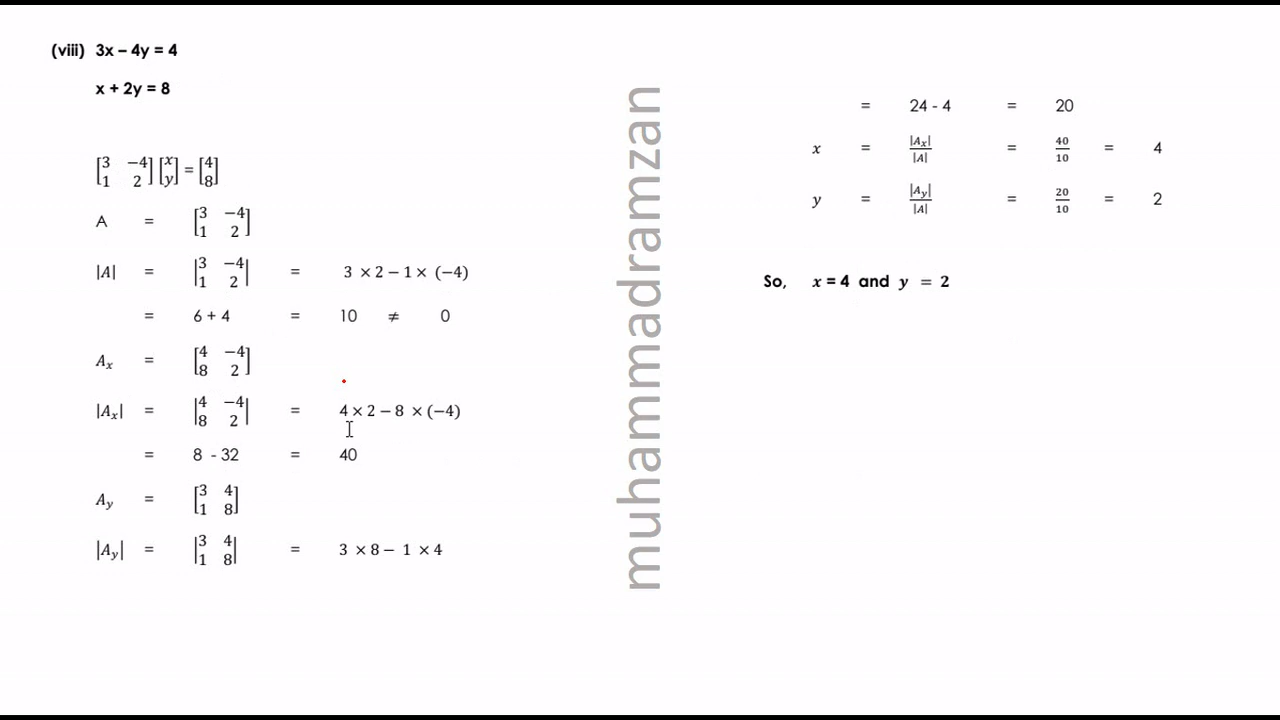 (viii) 3x – 4y = 4
x + 2y = 8
[3 −4; 1 2] [x; y] = [4; 8]
A = [3 −4; 1 2]
|A| = |3 −4; 1 2| = 3 × 2 − 1 × (−4)
= 6 + 4 = 10 ≠ 0
Aₓ = [4 −4; 8 2]
|Aₓ| = |4 −4; 8 2| = 4 × 2 − 8 × (−4)
= 8 - 32 = 40
A_y = [3 4; 1 8]
|A_y| = |3 4; 1 8| = 3 × 8 − 1 × 4
muhammadramzan
= 24 - 4 = 20
x = |Aₓ|/|A| = 40/10 = 4
y = |A_y|/|A| = 20/10 = 2
So, x = 4 and y = 2